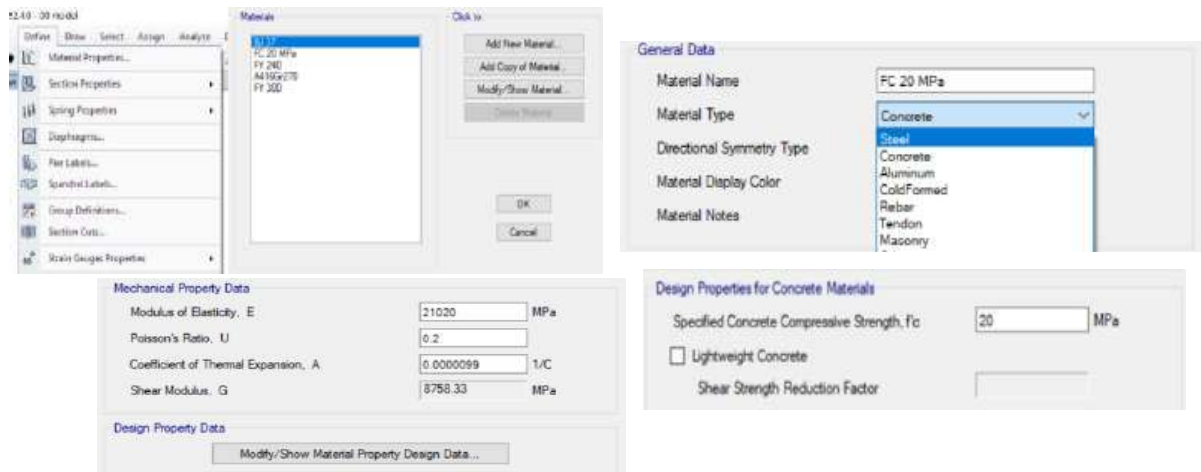 3D model
Define Draw Select Assign Analyze
Material Properties...
Section Properties
Spring Properties
Diaphragms...
Pier Labels...
Spandrel Labels...
Group Definitions...
Section Cuts...
Strain Gauges Properties
Materials
BJ 37
FC 20 MPa
FY 240
A416Gr270
FY 300
Click to:
Add New Material...
Add Copy of Material...
Modify/Show Material...
Delete Material
OK
Cancel
General Data
Material Name FC 20 MPa
Material Type Concrete
Steel
Concrete
Aluminum
ColdFormed
Rebar
Tendon
Masonry
Directional Symmetry Type
Material Display Color
Material Notes
Mechanical Property Data
Modulus of Elasticity, E 21020 MPa
Poisson's Ratio, U 0.2
Coefficient of Thermal Expansion, A 0.0000099 1/C
Shear Modulus, G 8758.33 MPa
Design Property Data
Modify/Show Material Property Design Data...
Design Properties for Concrete Materials
Specified Concrete Compressive Strength, f'c 20 MPa
Lightweight Concrete
Shear Strength Reduction Factor